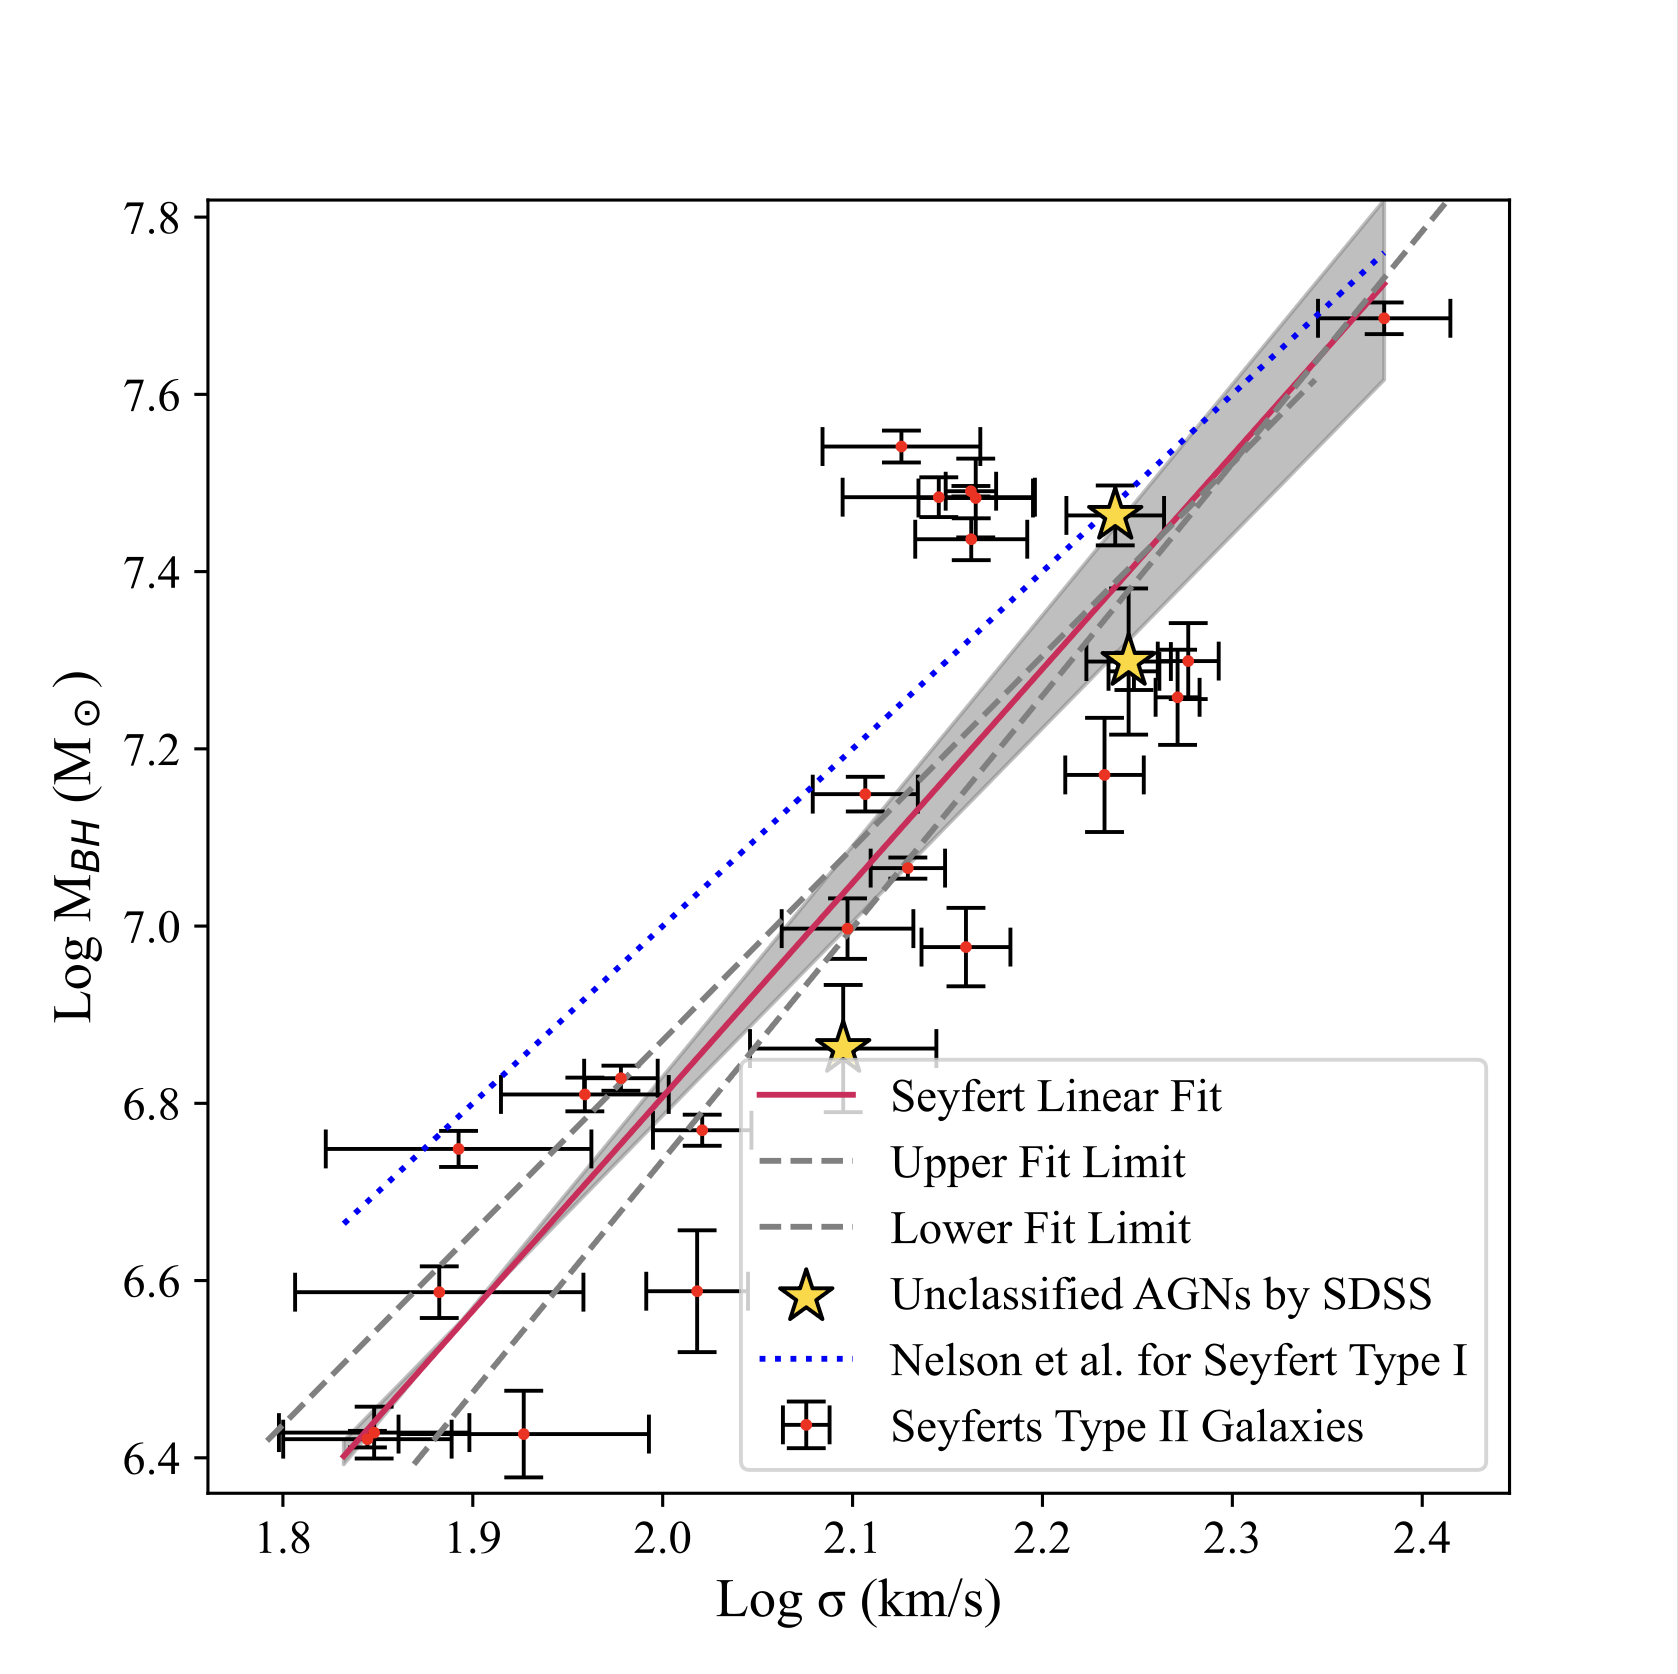 7.8
7.6
7.4
7.2
7.0
6.8
6.6
6.4
Log M_BH (M⊙)
Seyfert Linear Fit
Upper Fit Limit
Lower Fit Limit
Unclassified AGNs by SDSS
Nelson et al. for Seyfert Type I
Seyferts Type II Galaxies
1.8 1.9 2.0 2.1 2.2 2.3 2.4
Log σ (km/s)